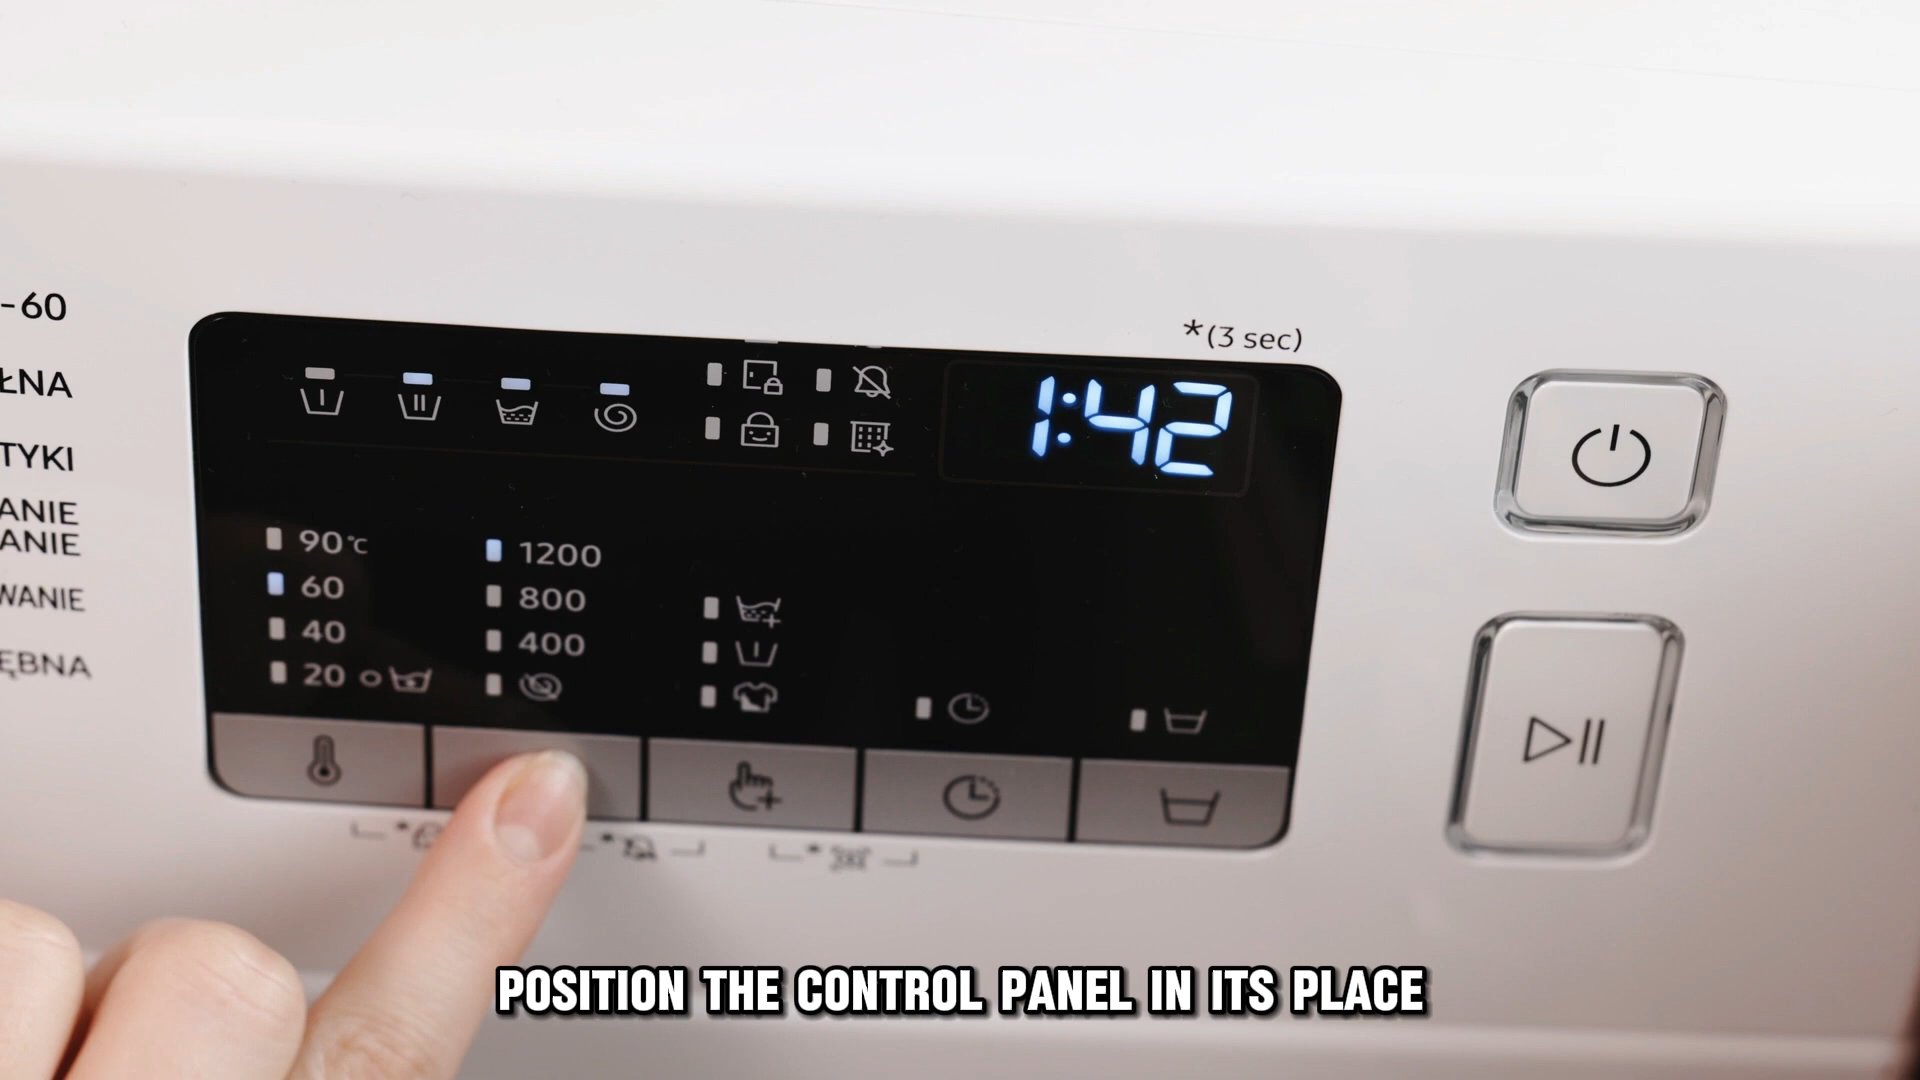 -60
ŁNA
TYKI
ANIE
ANIE
WANIE
ĘBNA
*(3 sec)
1:42
90°C
60
40
20
1200
800
400
POSITION THE CONTROL PANEL IN ITS PLACE